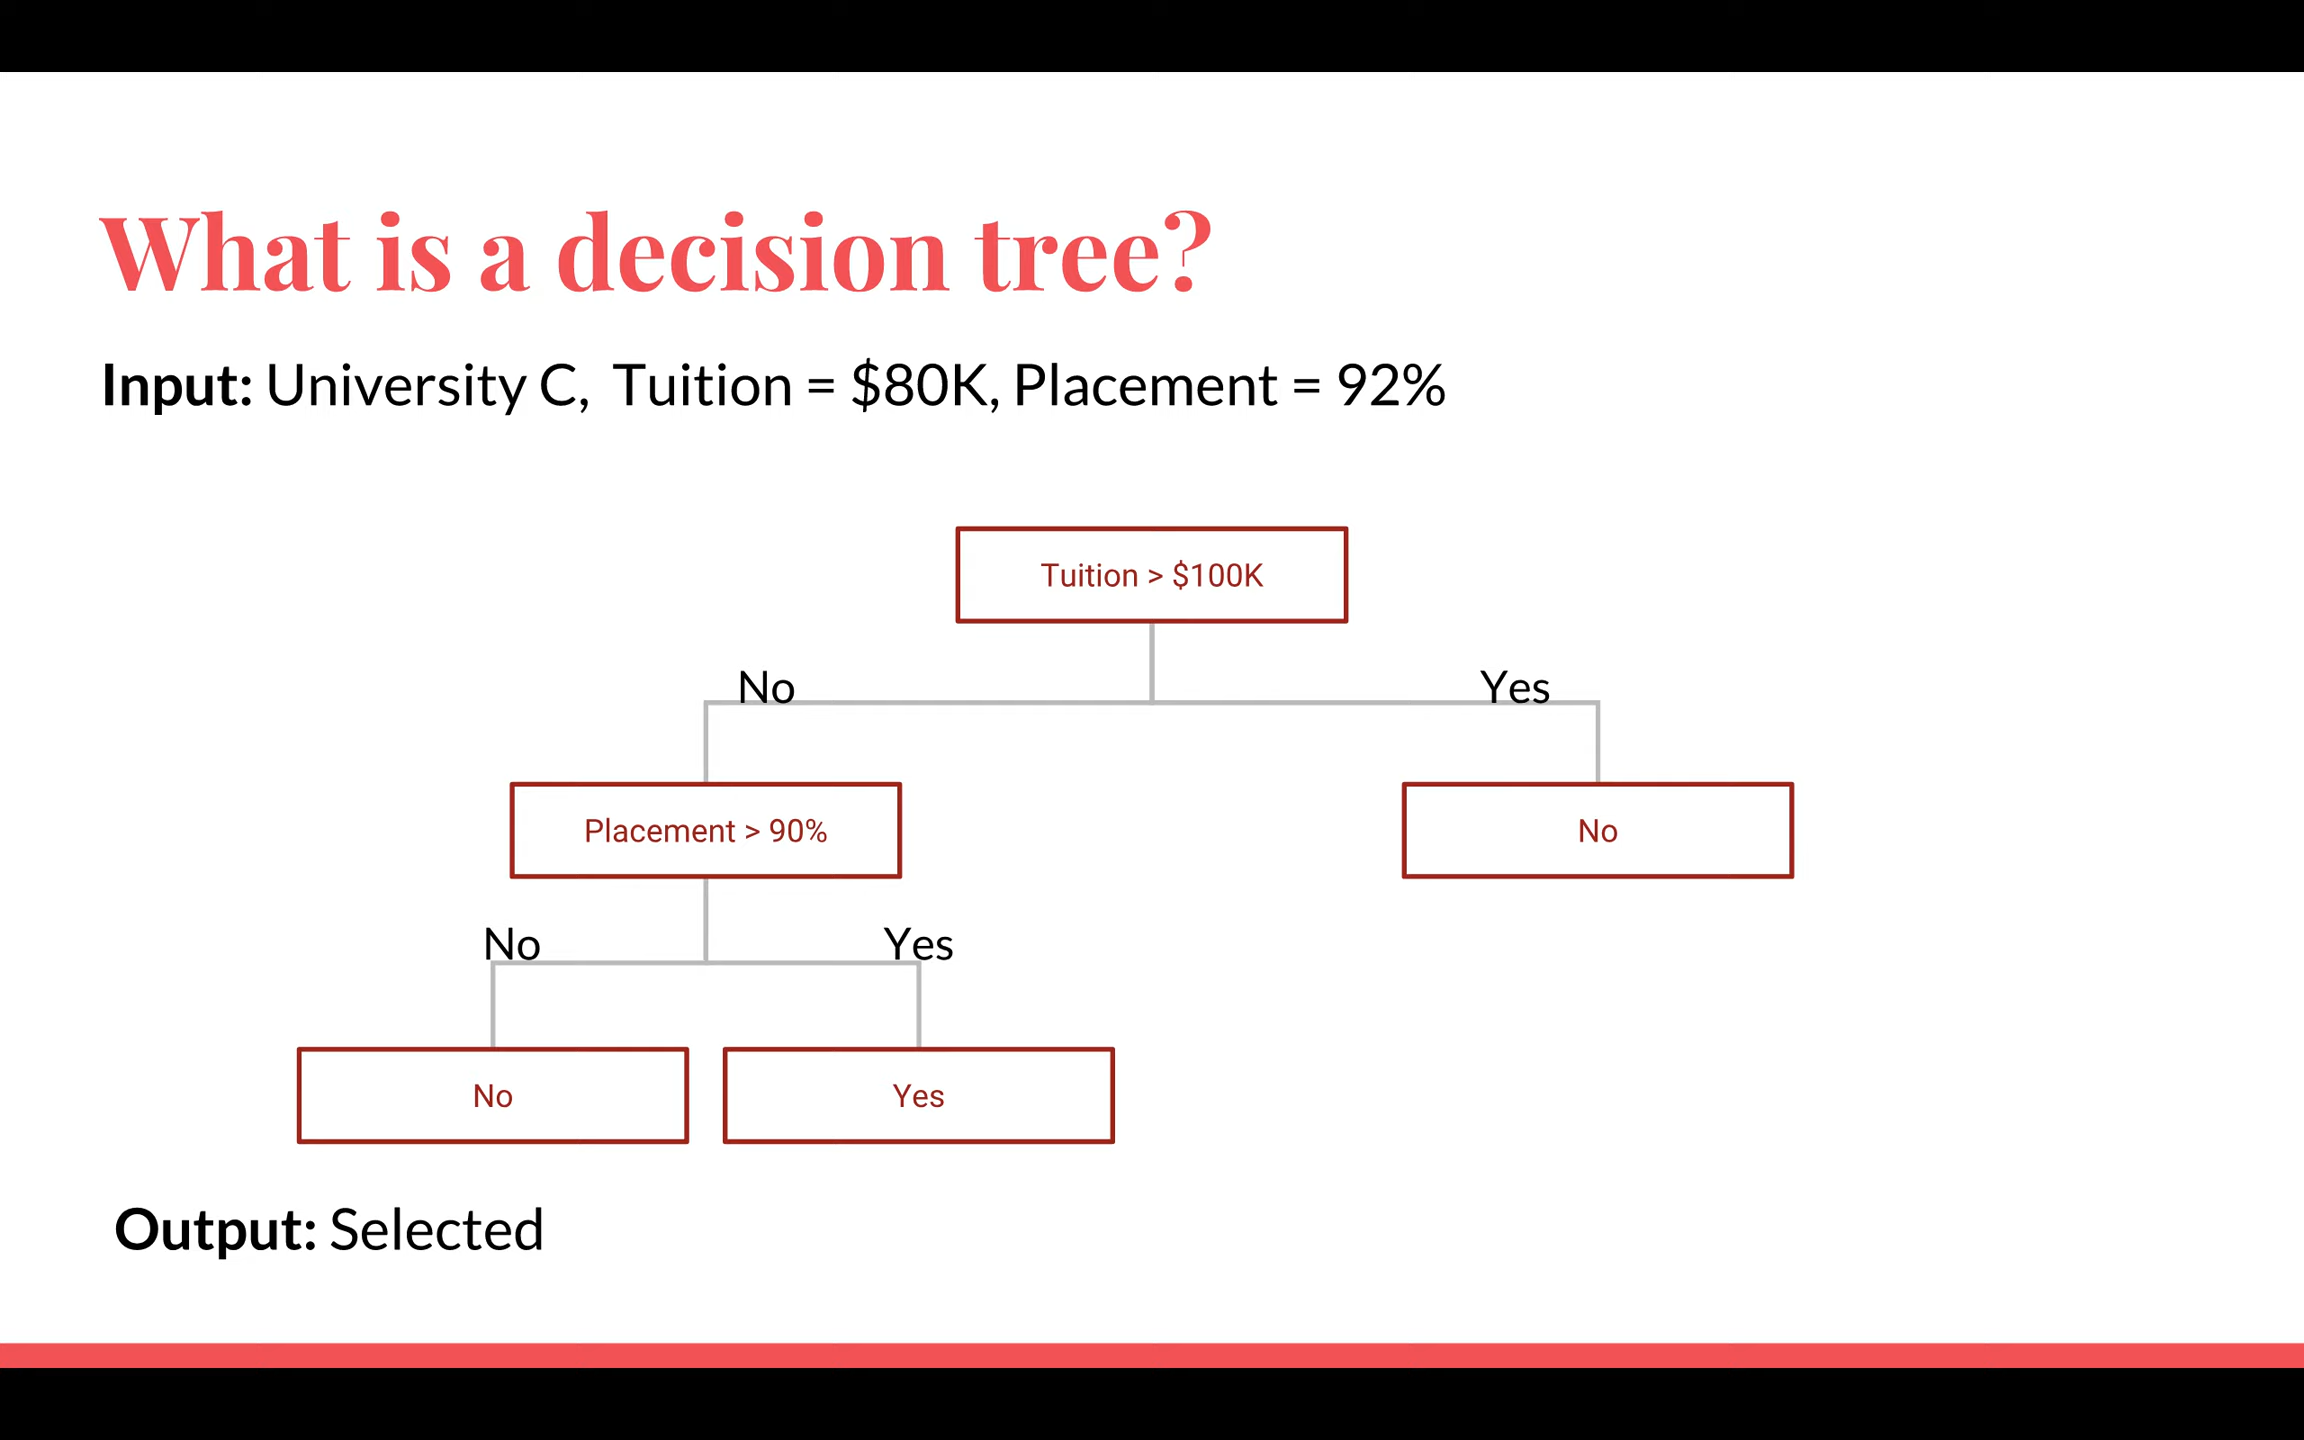 What is a decision tree?
Input: University C, Tuition = $80K, Placement = 92%
Tuition > $100K
No
Yes
Placement > 90%
No
No
Yes
No
Yes
Output: Selected